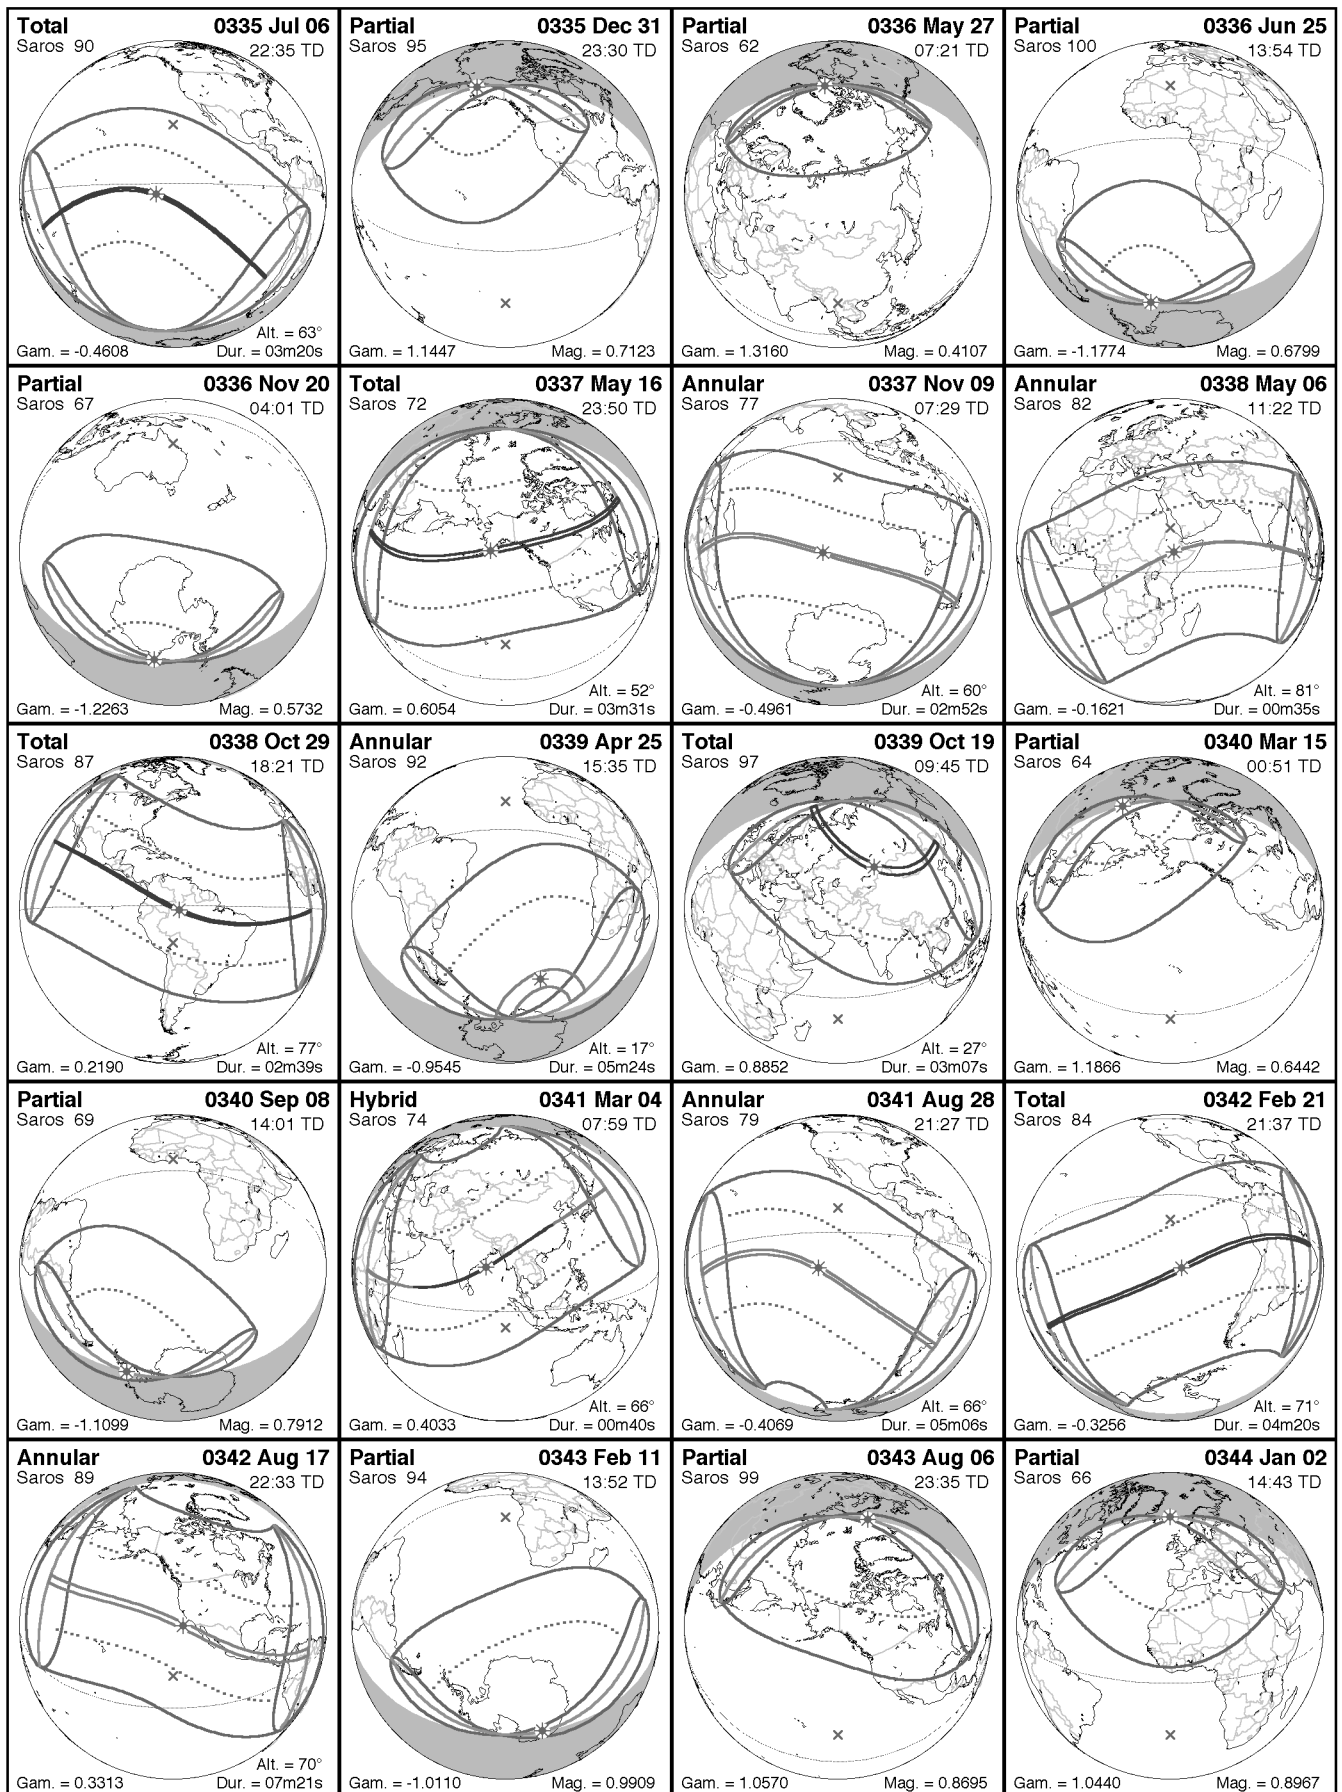 Total 0335 Jul 06
Saros 90 22:35 TD
Alt. = 63°
Gam. = -0.4608 Dur. = 03m20s
Partial 0335 Dec 31
Saros 95 23:30 TD
Gam. = 1.1447 Mag. = 0.7123
Partial 0336 May 27
Saros 62 07:21 TD
Gam. = 1.3160 Mag. = 0.4107
Partial 0336 Jun 25
Saros 100 13:54 TD
Gam. = -1.1774 Mag. = 0.6799
Partial 0336 Nov 20
Saros 67 04:01 TD
Gam. = -1.2263 Mag. = 0.5732
Total 0337 May 16
Saros 72 23:50 TD
Alt. = 52°
Gam. = 0.6054 Dur. = 03m31s
Annular 0337 Nov 09
Saros 77 07:29 TD
Alt. = 60°
Gam. = -0.4961 Dur. = 02m52s
Annular 0338 May 06
Saros 82 11:22 TD
Alt. = 81°
Gam. = -0.1621 Dur. = 00m35s
Total 0338 Oct 29
Saros 87 18:21 TD
Alt. = 77°
Gam. = 0.2190 Dur. = 02m39s
Annular 0339 Apr 25
Saros 92 15:35 TD
Alt. = 17°
Gam. = -0.9545 Dur. = 05m24s
Total 0339 Oct 19
Saros 97 09:45 TD
Alt. = 27°
Gam. = 0.8852 Dur. = 03m07s
Partial 0340 Mar 15
Saros 64 00:51 TD
Gam. = 1.1866 Mag. = 0.6442
Partial 0340 Sep 08
Saros 69 14:01 TD
Gam. = -1.1099 Mag. = 0.7912
Hybrid 0341 Mar 04
Saros 74 07:59 TD
Alt. = 66°
Gam. = 0.4033 Dur. = 00m40s
Annular 0341 Aug 28
Saros 79 21:27 TD
Alt. = 66°
Gam. = -0.4069 Dur. = 05m06s
Total 0342 Feb 21
Saros 84 21:37 TD
Alt. = 71°
Gam. = -0.3256 Dur. = 04m20s
Annular 0342 Aug 17
Saros 89 22:33 TD
Alt. = 70°
Gam. = 0.3313 Dur. = 07m21s
Partial 0343 Feb 11
Saros 94 13:52 TD
Gam. = -1.0110 Mag. = 0.9909
Partial 0343 Aug 06
Saros 99 23:35 TD
Gam. = 1.0570 Mag. = 0.8695
Partial 0344 Jan 02
Saros 66 14:43 TD
Gam. = 1.0440 Mag. = 0.8967